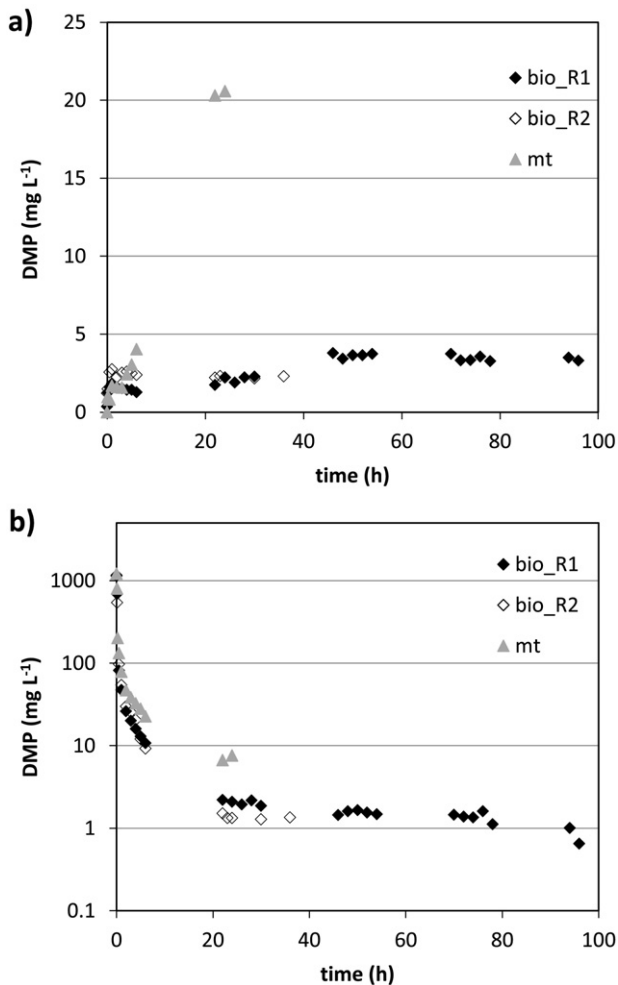 a)
25
20
15
10
5
0
DMP (mg L⁻¹)
bio_R1
bio_R2
mt
0 20 40 60 80 100
time (h)
b)
1000
100
10
1
0.1
DMP (mg L⁻¹)
bio_R1
bio_R2
mt
0 20 40 60 80 100
time (h)